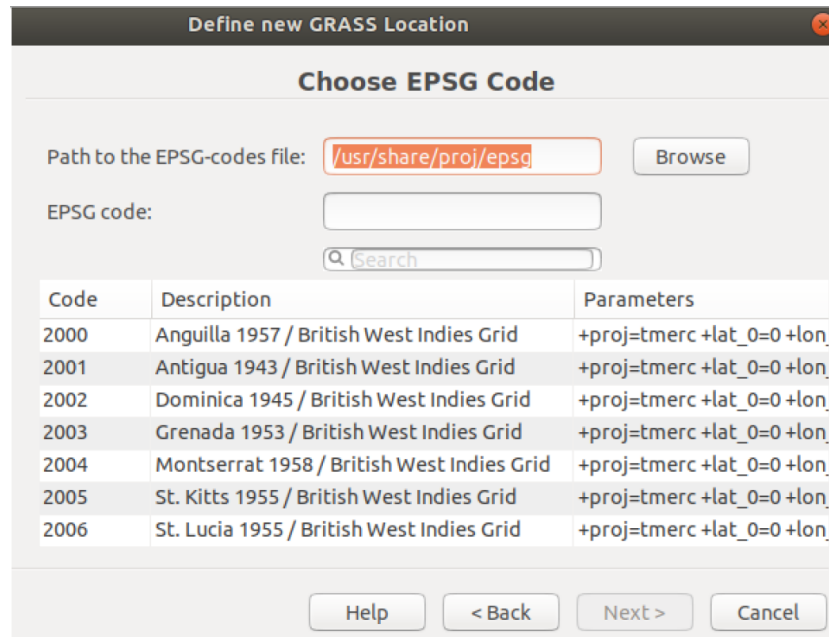 Define new GRASS Location
Choose EPSG Code
Path to the EPSG-codes file: /usr/share/proj/epsg Browse
EPSG code:
Search
Code Description Parameters
2000 Anguilla 1957 / British West Indies Grid +proj=tmerc +lat_0=0 +lon_
2001 Antigua 1943 / British West Indies Grid +proj=tmerc +lat_0=0 +lon_
2002 Dominica 1945 / British West Indies Grid +proj=tmerc +lat_0=0 +lon_
2003 Grenada 1953 / British West Indies Grid +proj=tmerc +lat_0=0 +lon_
2004 Montserrat 1958 / British West Indies Grid +proj=tmerc +lat_0=0 +lon_
2005 St. Kitts 1955 / British West Indies Grid +proj=tmerc +lat_0=0 +lon_
2006 St. Lucia 1955 / British West Indies Grid +proj=tmerc +lat_0=0 +lon_
Help < Back Next > Cancel